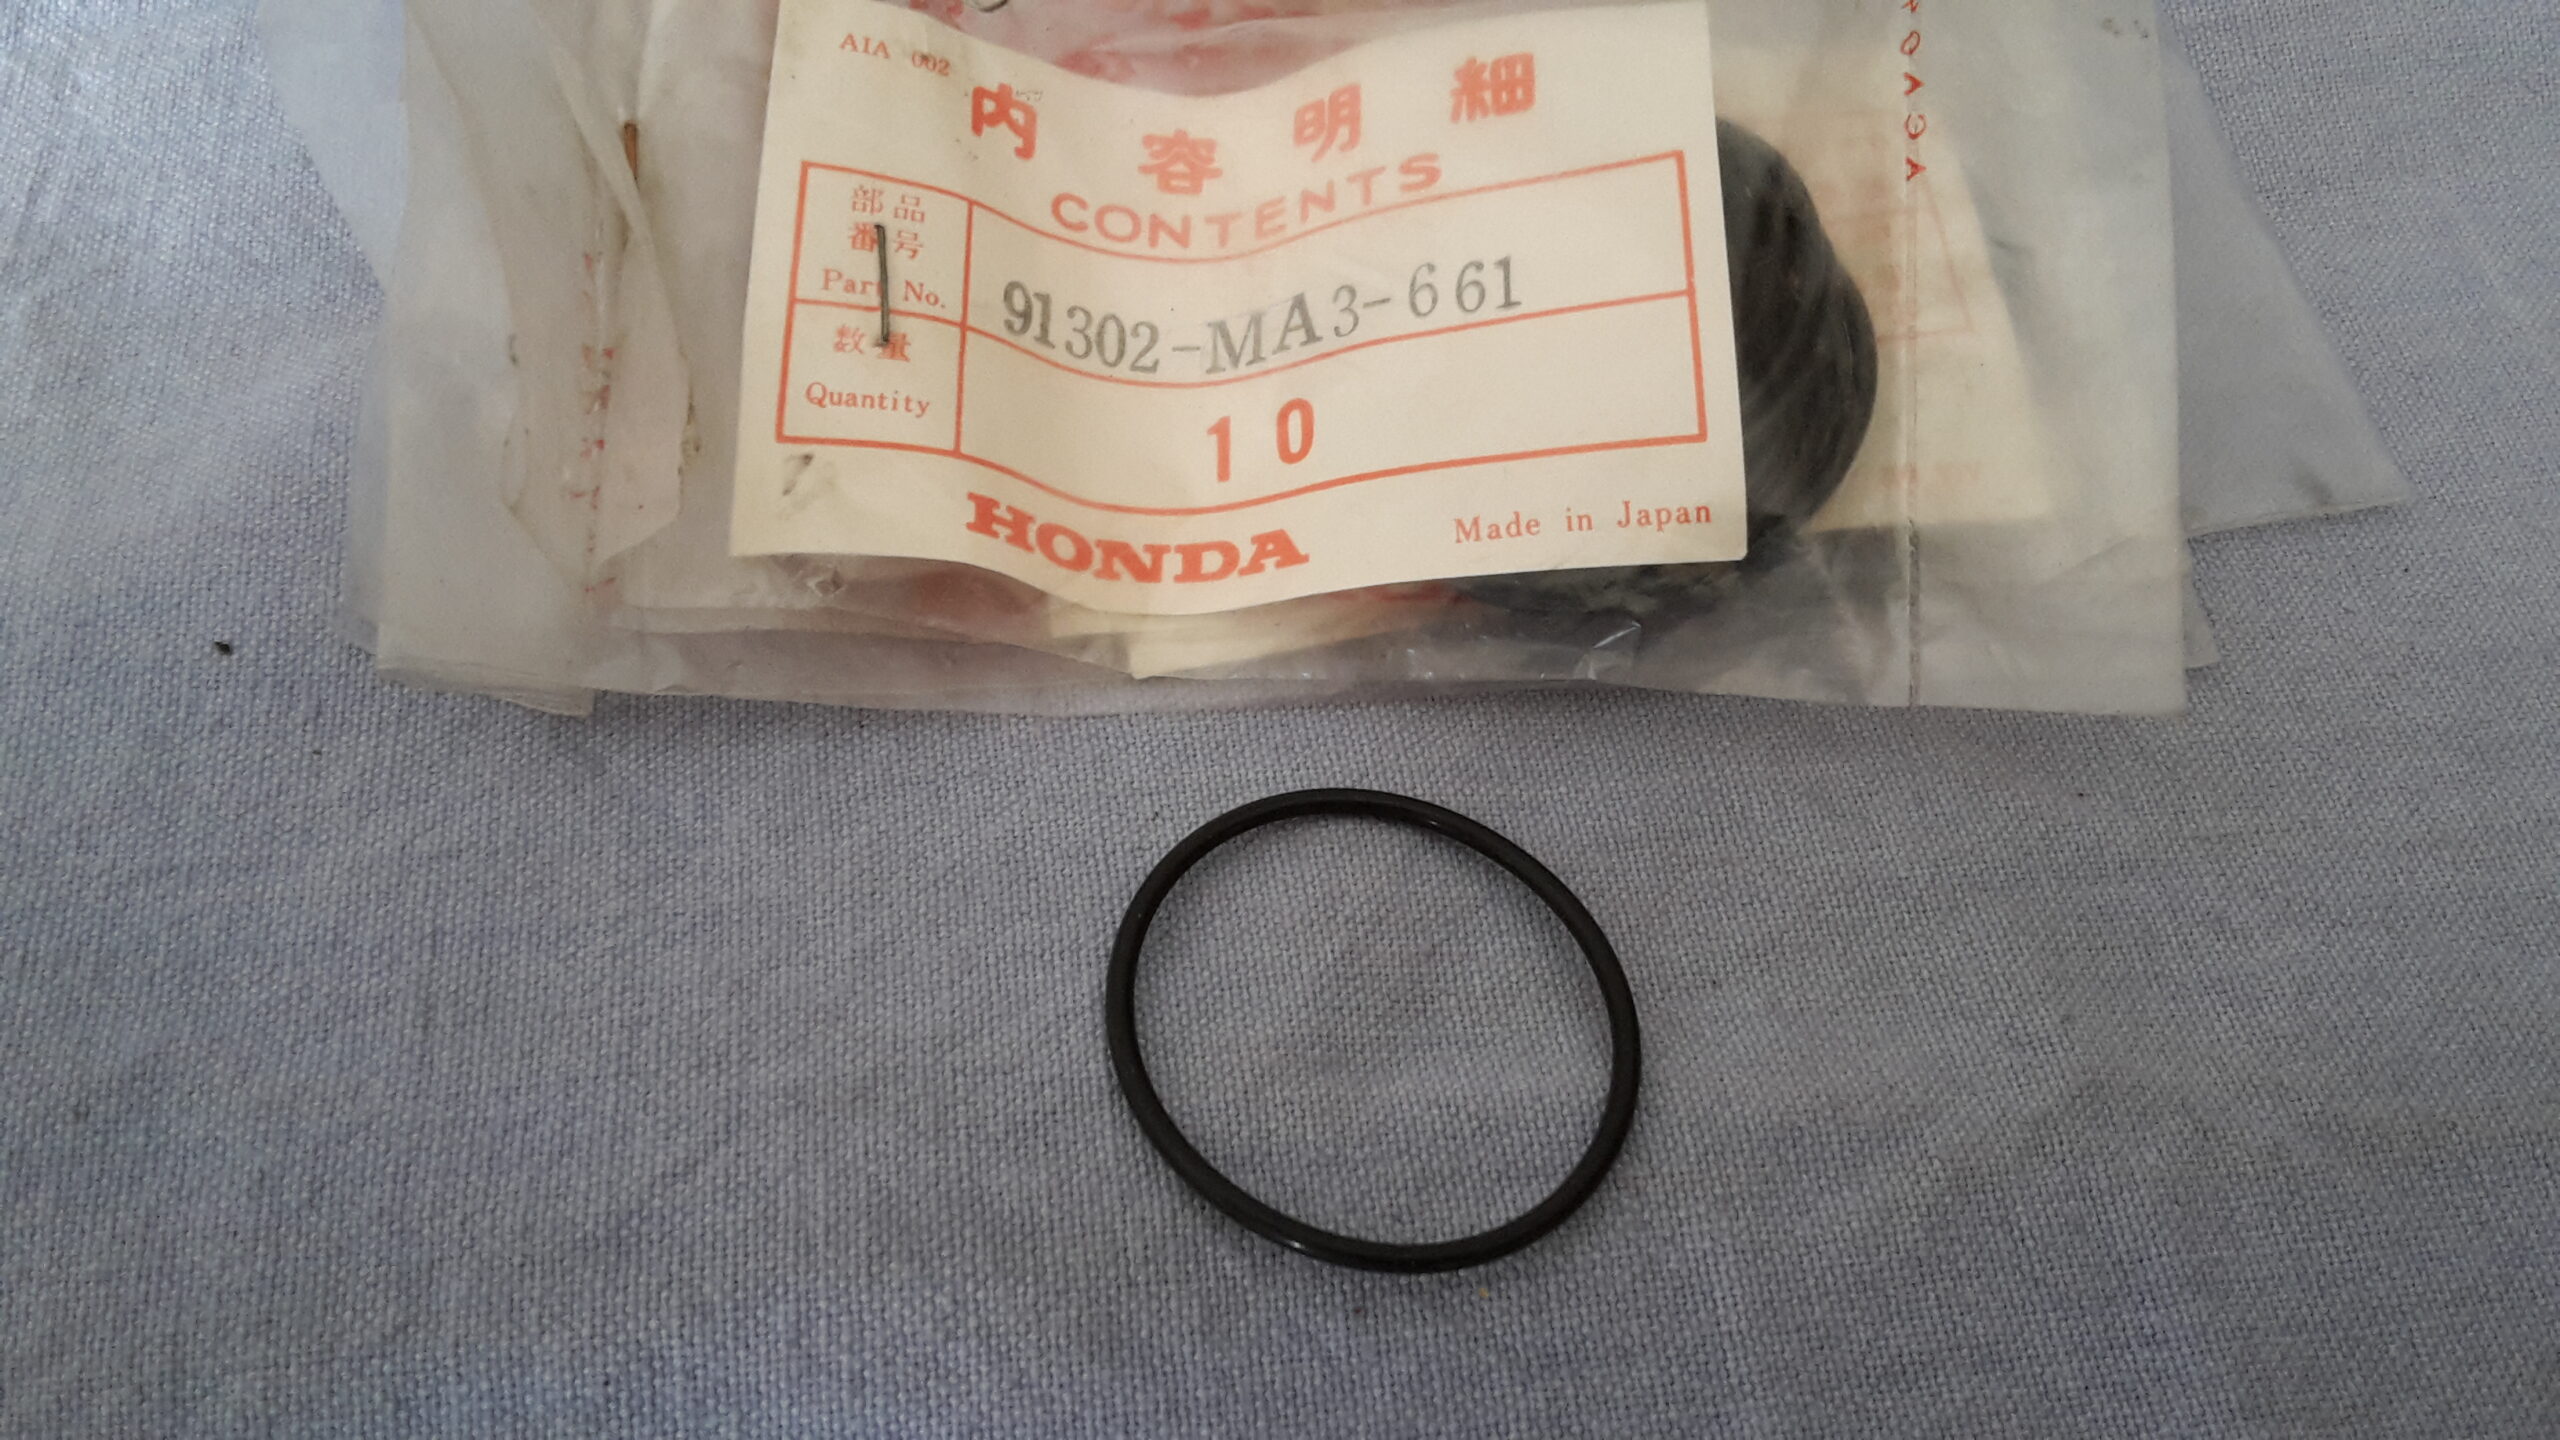 AIA 002
内容明細
CONTENTS
部品
番号
Part No.
91302-MA3-661
数量
Quantity
10
HONDA
Made in Japan